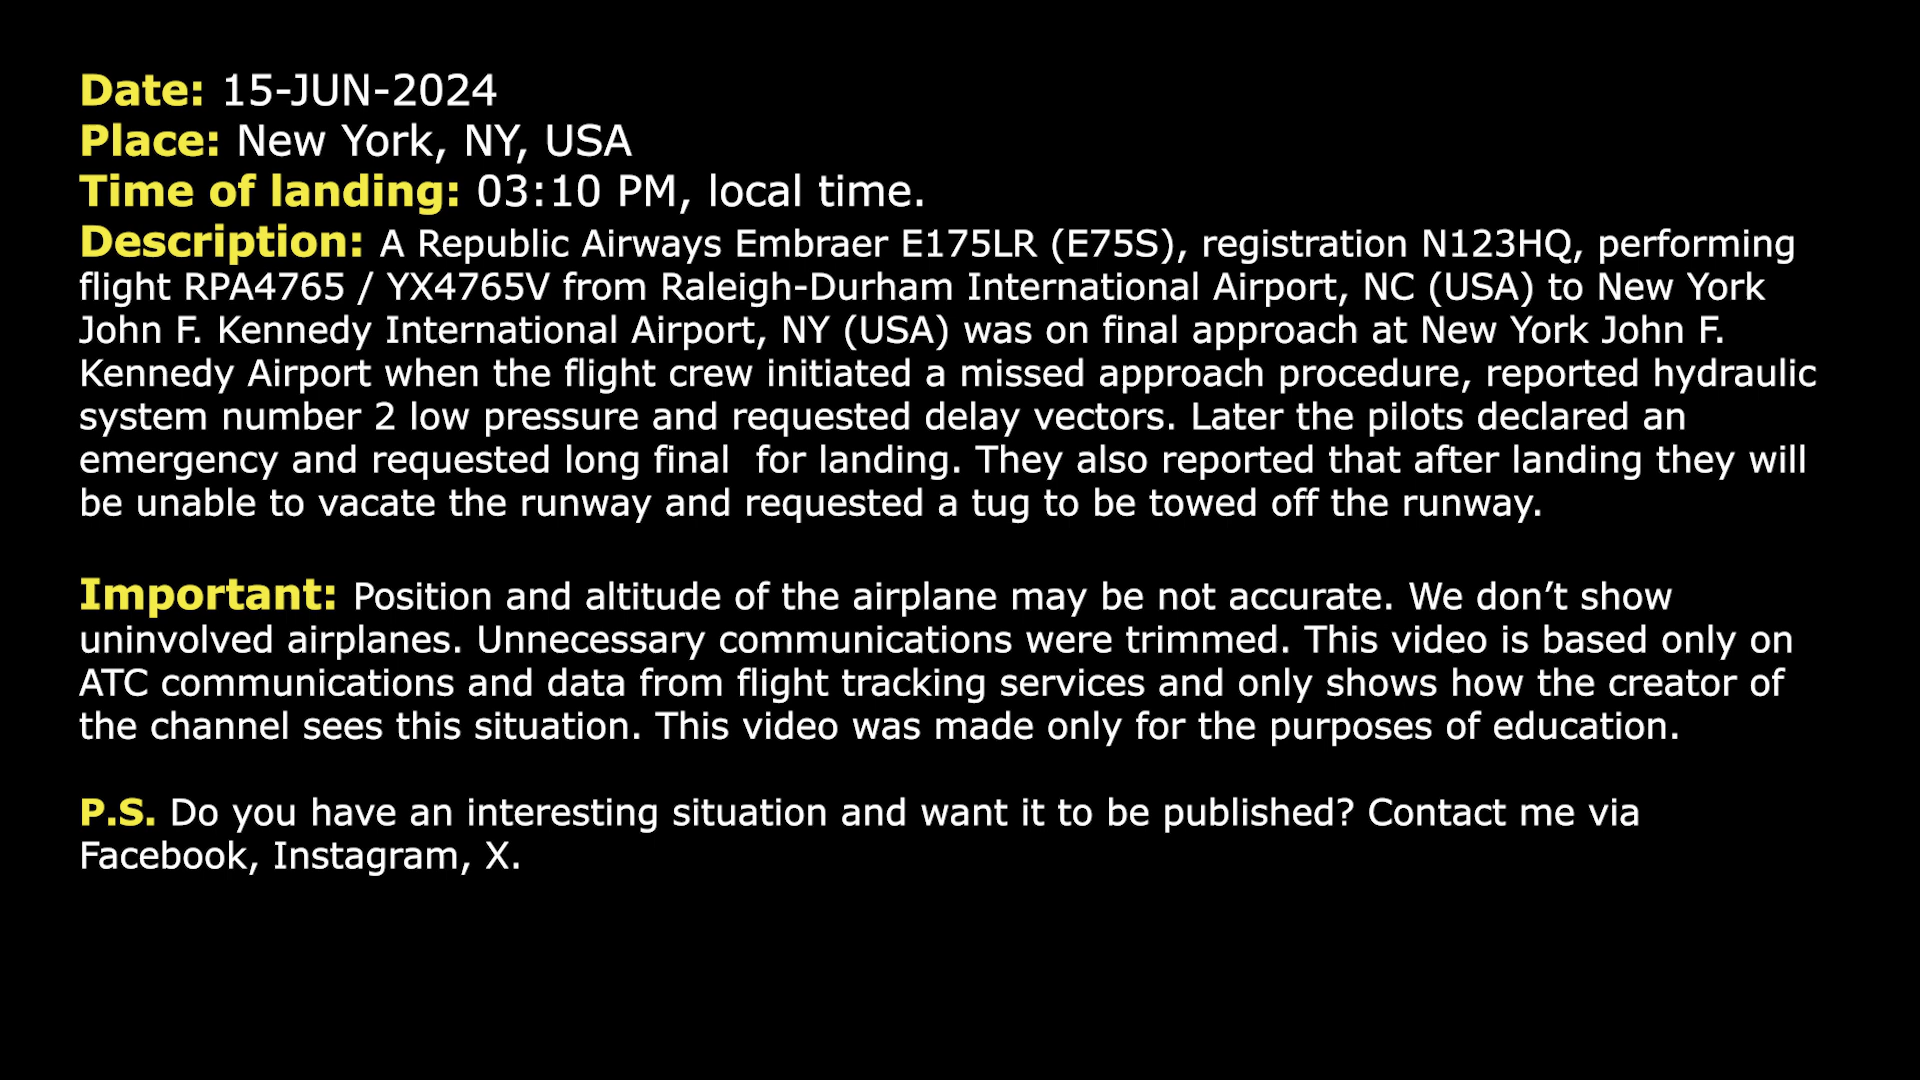 Date: 15-JUN-2024
Place: New York, NY, USA
Time of landing: 03:10 PM, local time.
Description: A Republic Airways Embraer E175LR (E75S), registration N123HQ, performing
flight RPA4765 / YX4765V from Raleigh-Durham International Airport, NC (USA) to New York
John F. Kennedy International Airport, NY (USA) was on final approach at New York John F.
Kennedy Airport when the flight crew initiated a missed approach procedure, reported hydraulic
system number 2 low pressure and requested delay vectors. Later the pilots declared an
emergency and requested long final  for landing. They also reported that after landing they will
be unable to vacate the runway and requested a tug to be towed off the runway.
Important: Position and altitude of the airplane may be not accurate. We don’t show
uninvolved airplanes. Unnecessary communications were trimmed. This video is based only on
ATC communications and data from flight tracking services and only shows how the creator of
the channel sees this situation. This video was made only for the purposes of education.
P.S. Do you have an interesting situation and want it to be published? Contact me via
Facebook, Instagram, X.